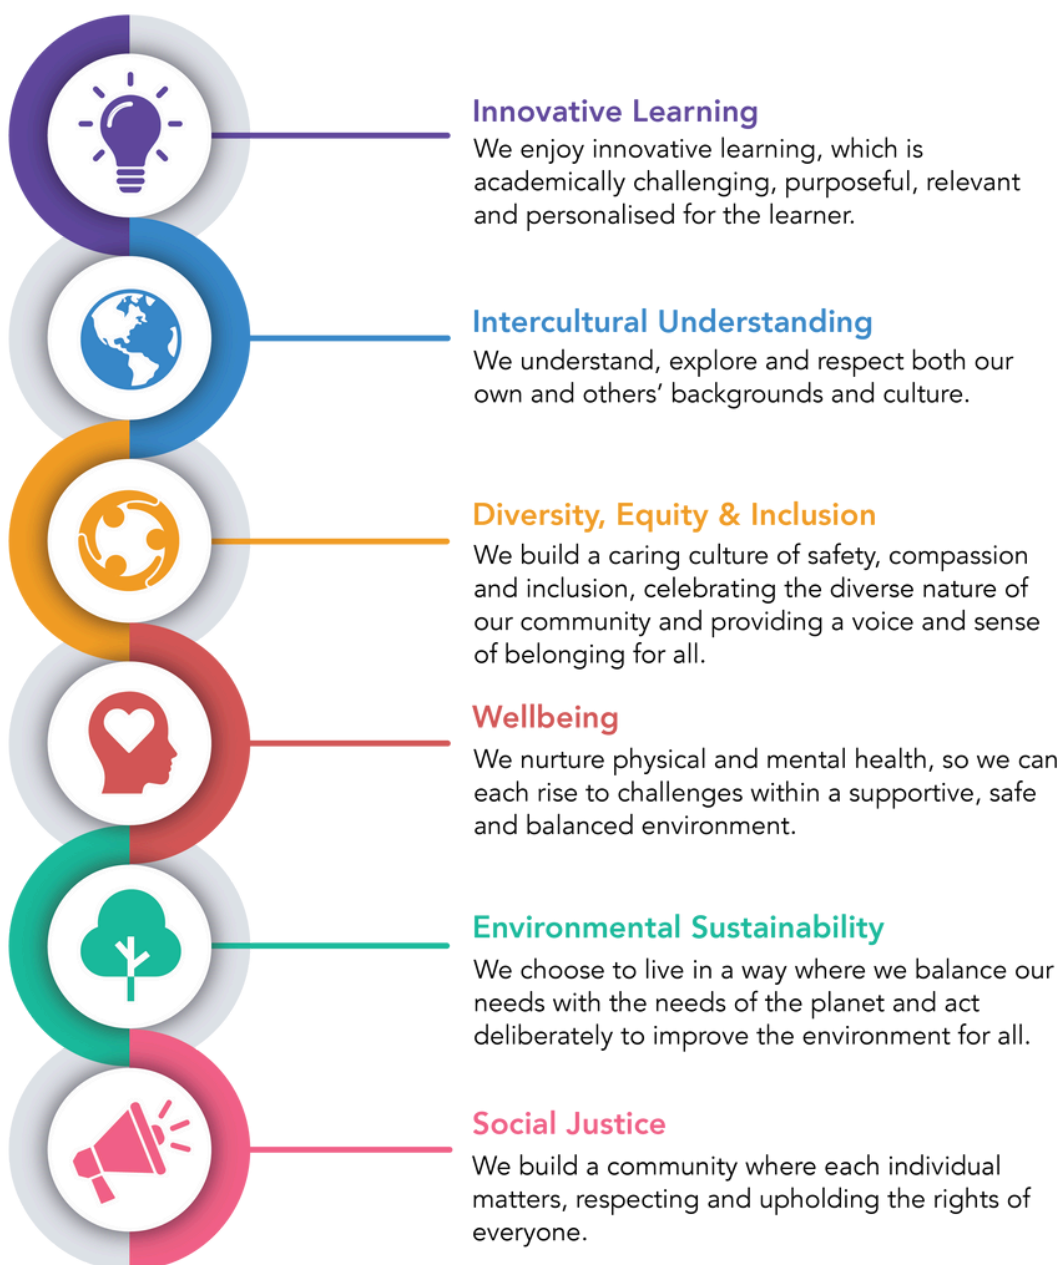 Innovative Learning
We enjoy innovative learning, which is
academically challenging, purposeful, relevant
and personalised for the learner.
Intercultural Understanding
We understand, explore and respect both our
own and others’ backgrounds and culture.
Diversity, Equity & Inclusion
We build a caring culture of safety, compassion
and inclusion, celebrating the diverse nature of
our community and providing a voice and sense
of belonging for all.
Wellbeing
We nurture physical and mental health, so we can
each rise to challenges within a supportive, safe
and balanced environment.
Environmental Sustainability
We choose to live in a way where we balance our
needs with the needs of the planet and act
deliberately to improve the environment for all.
Social Justice
We build a community where each individual
matters, respecting and upholding the rights of
everyone.